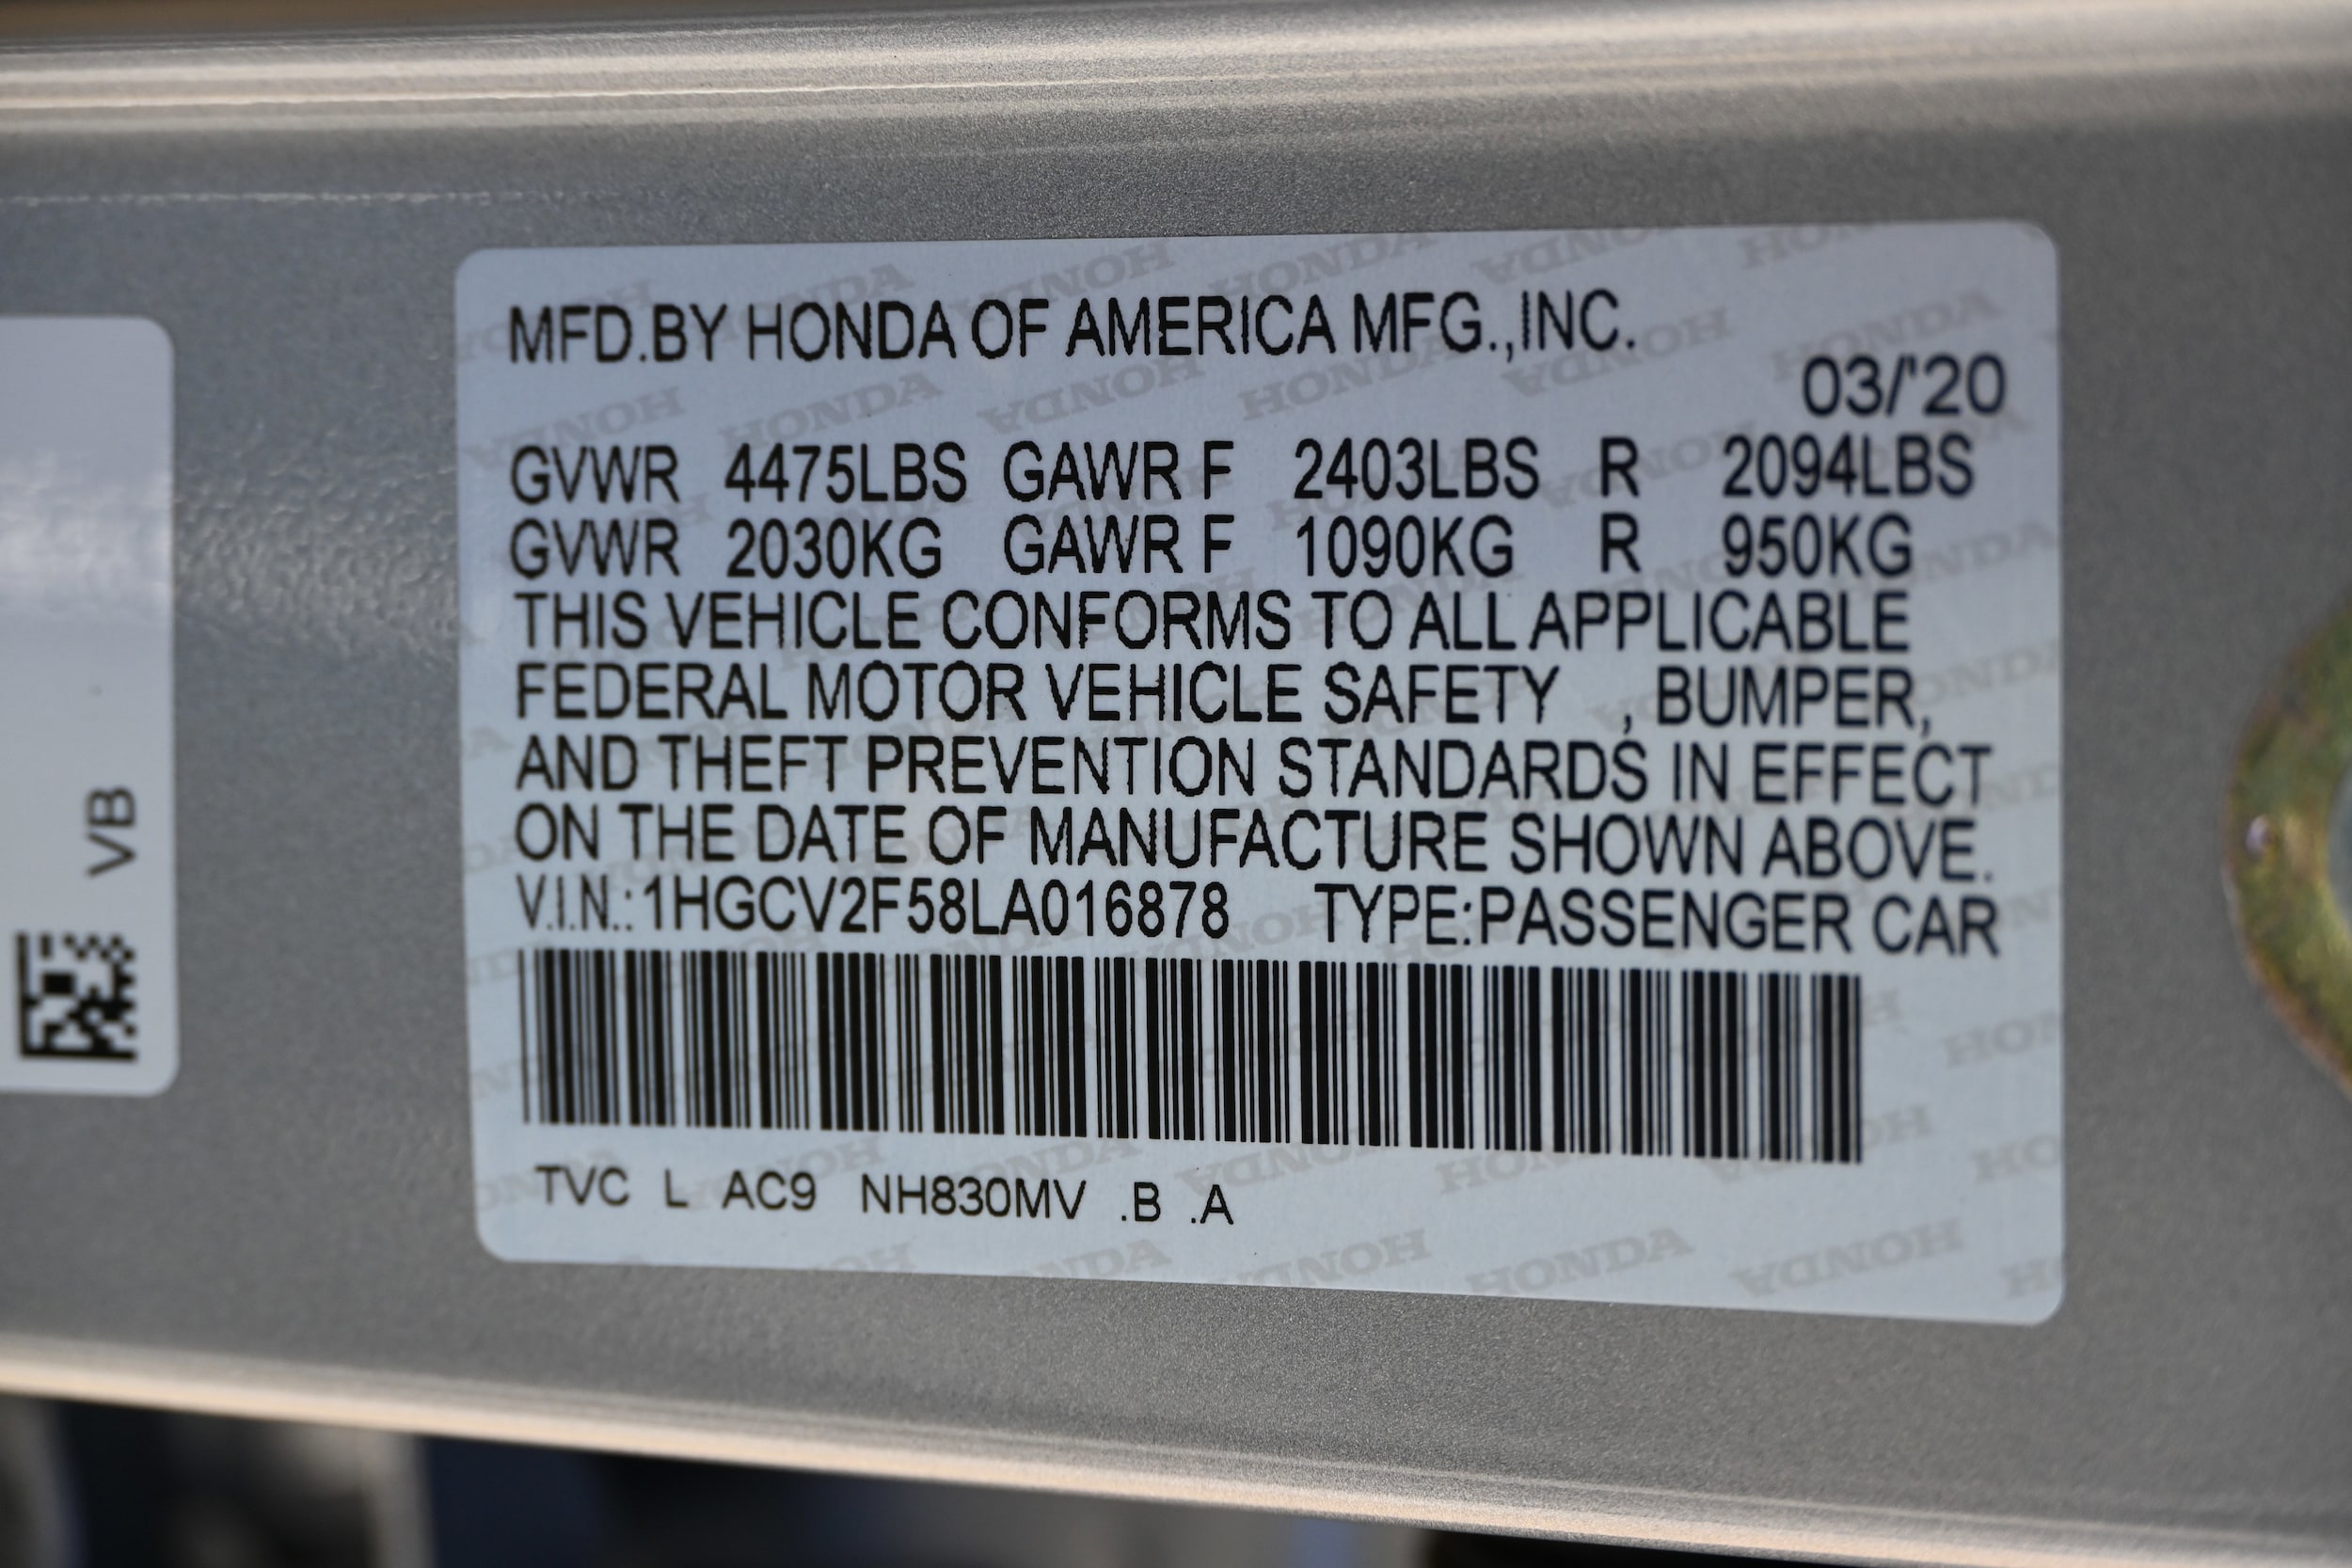 MFD.BY HONDA OF AMERICA MFG.,INC.
03/'20
GVWR 4475LBS GAWR F 2403LBS R 2094LBS
GVWR 2030KG GAWR F 1090KG R 950KG
THIS VEHICLE CONFORMS TO ALL APPLICABLE
FEDERAL MOTOR VEHICLE SAFETY , BUMPER,
AND THEFT PREVENTION STANDARDS IN EFFECT
ON THE DATE OF MANUFACTURE SHOWN ABOVE.
V.I.N.:1HGCV2F58LA016878 TYPE:PASSENGER CAR
TVC L AC9 NH830MV .B .A
VB